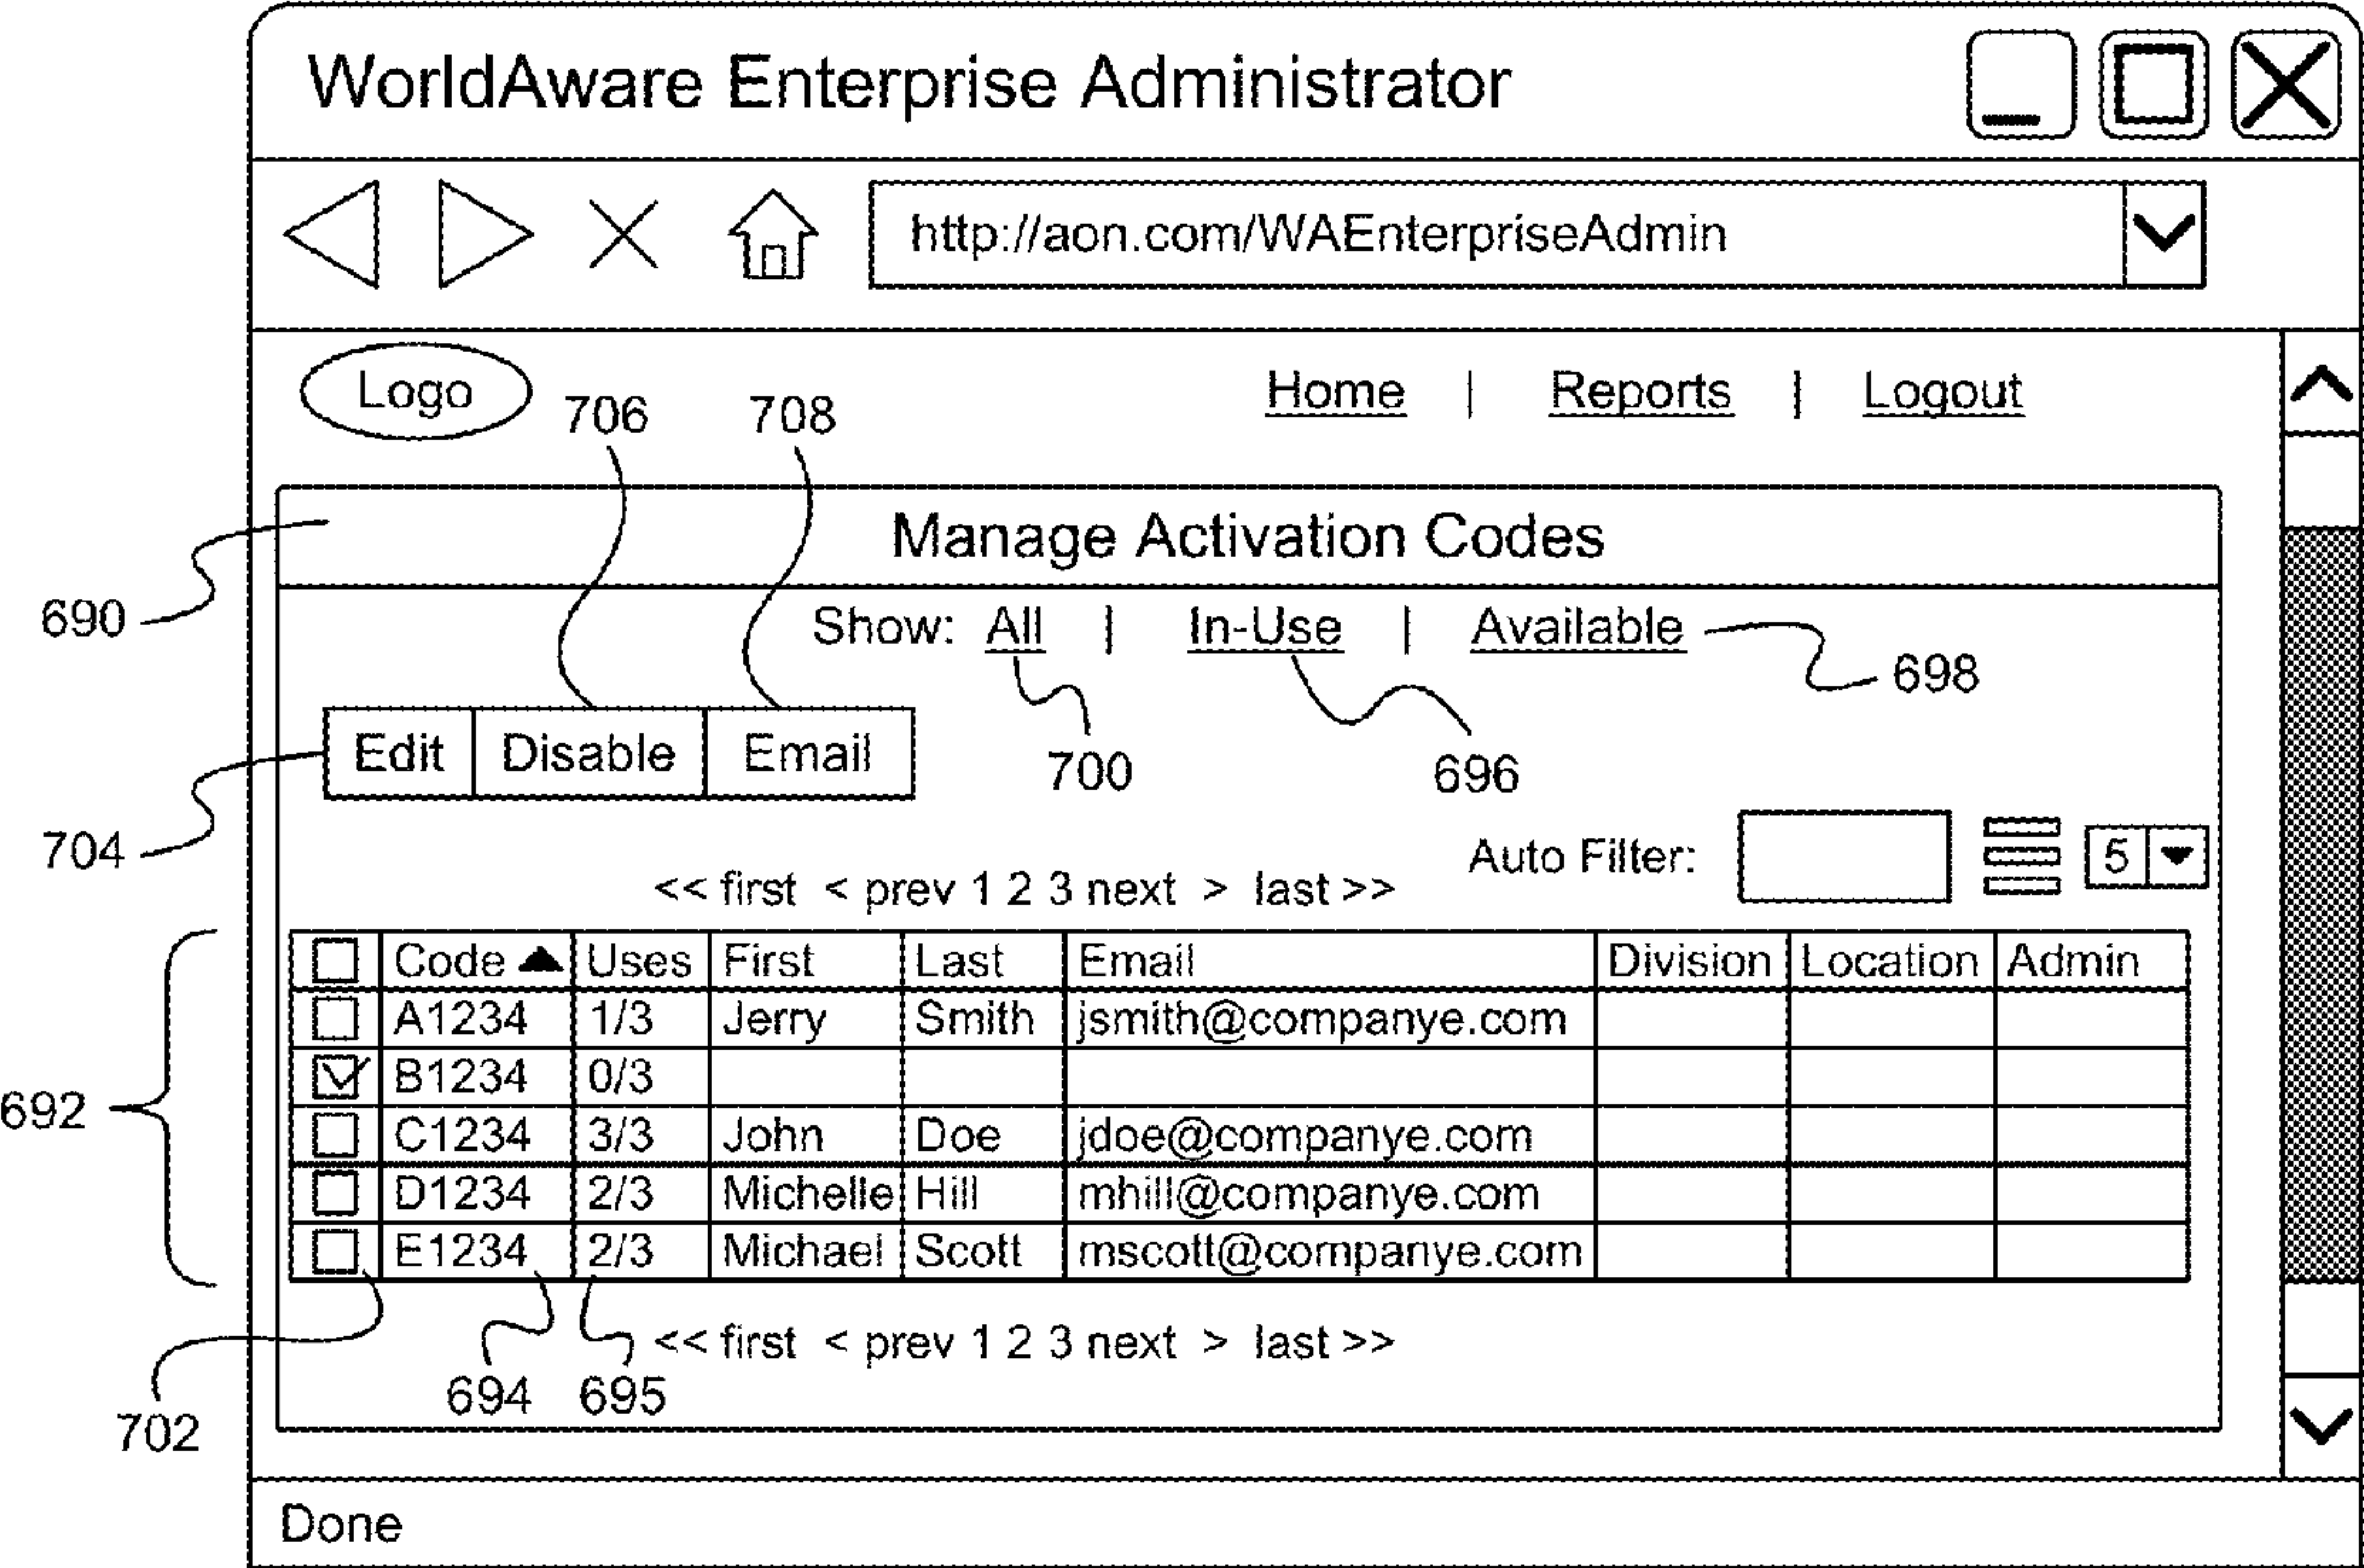 WorldAware Enterprise Administrator
http://aon.com/WAEnterpriseAdmin
Logo
Home | Reports | Logout
706 708
Manage Activation Codes
690
Show: All | In-Use | Available
698
Edit Disable Email
700 696
704
Auto Filter: 5
<< first < prev 1 2 3 next > last >>
Code Uses First Last Email Division Location Admin
A1234 1/3 Jerry Smith jsmith@companye.com
B1234 0/3
692
C1234 3/3 John Doe jdoe@companye.com
D1234 2/3 Michelle Hill mhill@companye.com
E1234 2/3 Michael Scott mscott@companye.com
<< first < prev 1 2 3 next > last >>
694 695
702
Done